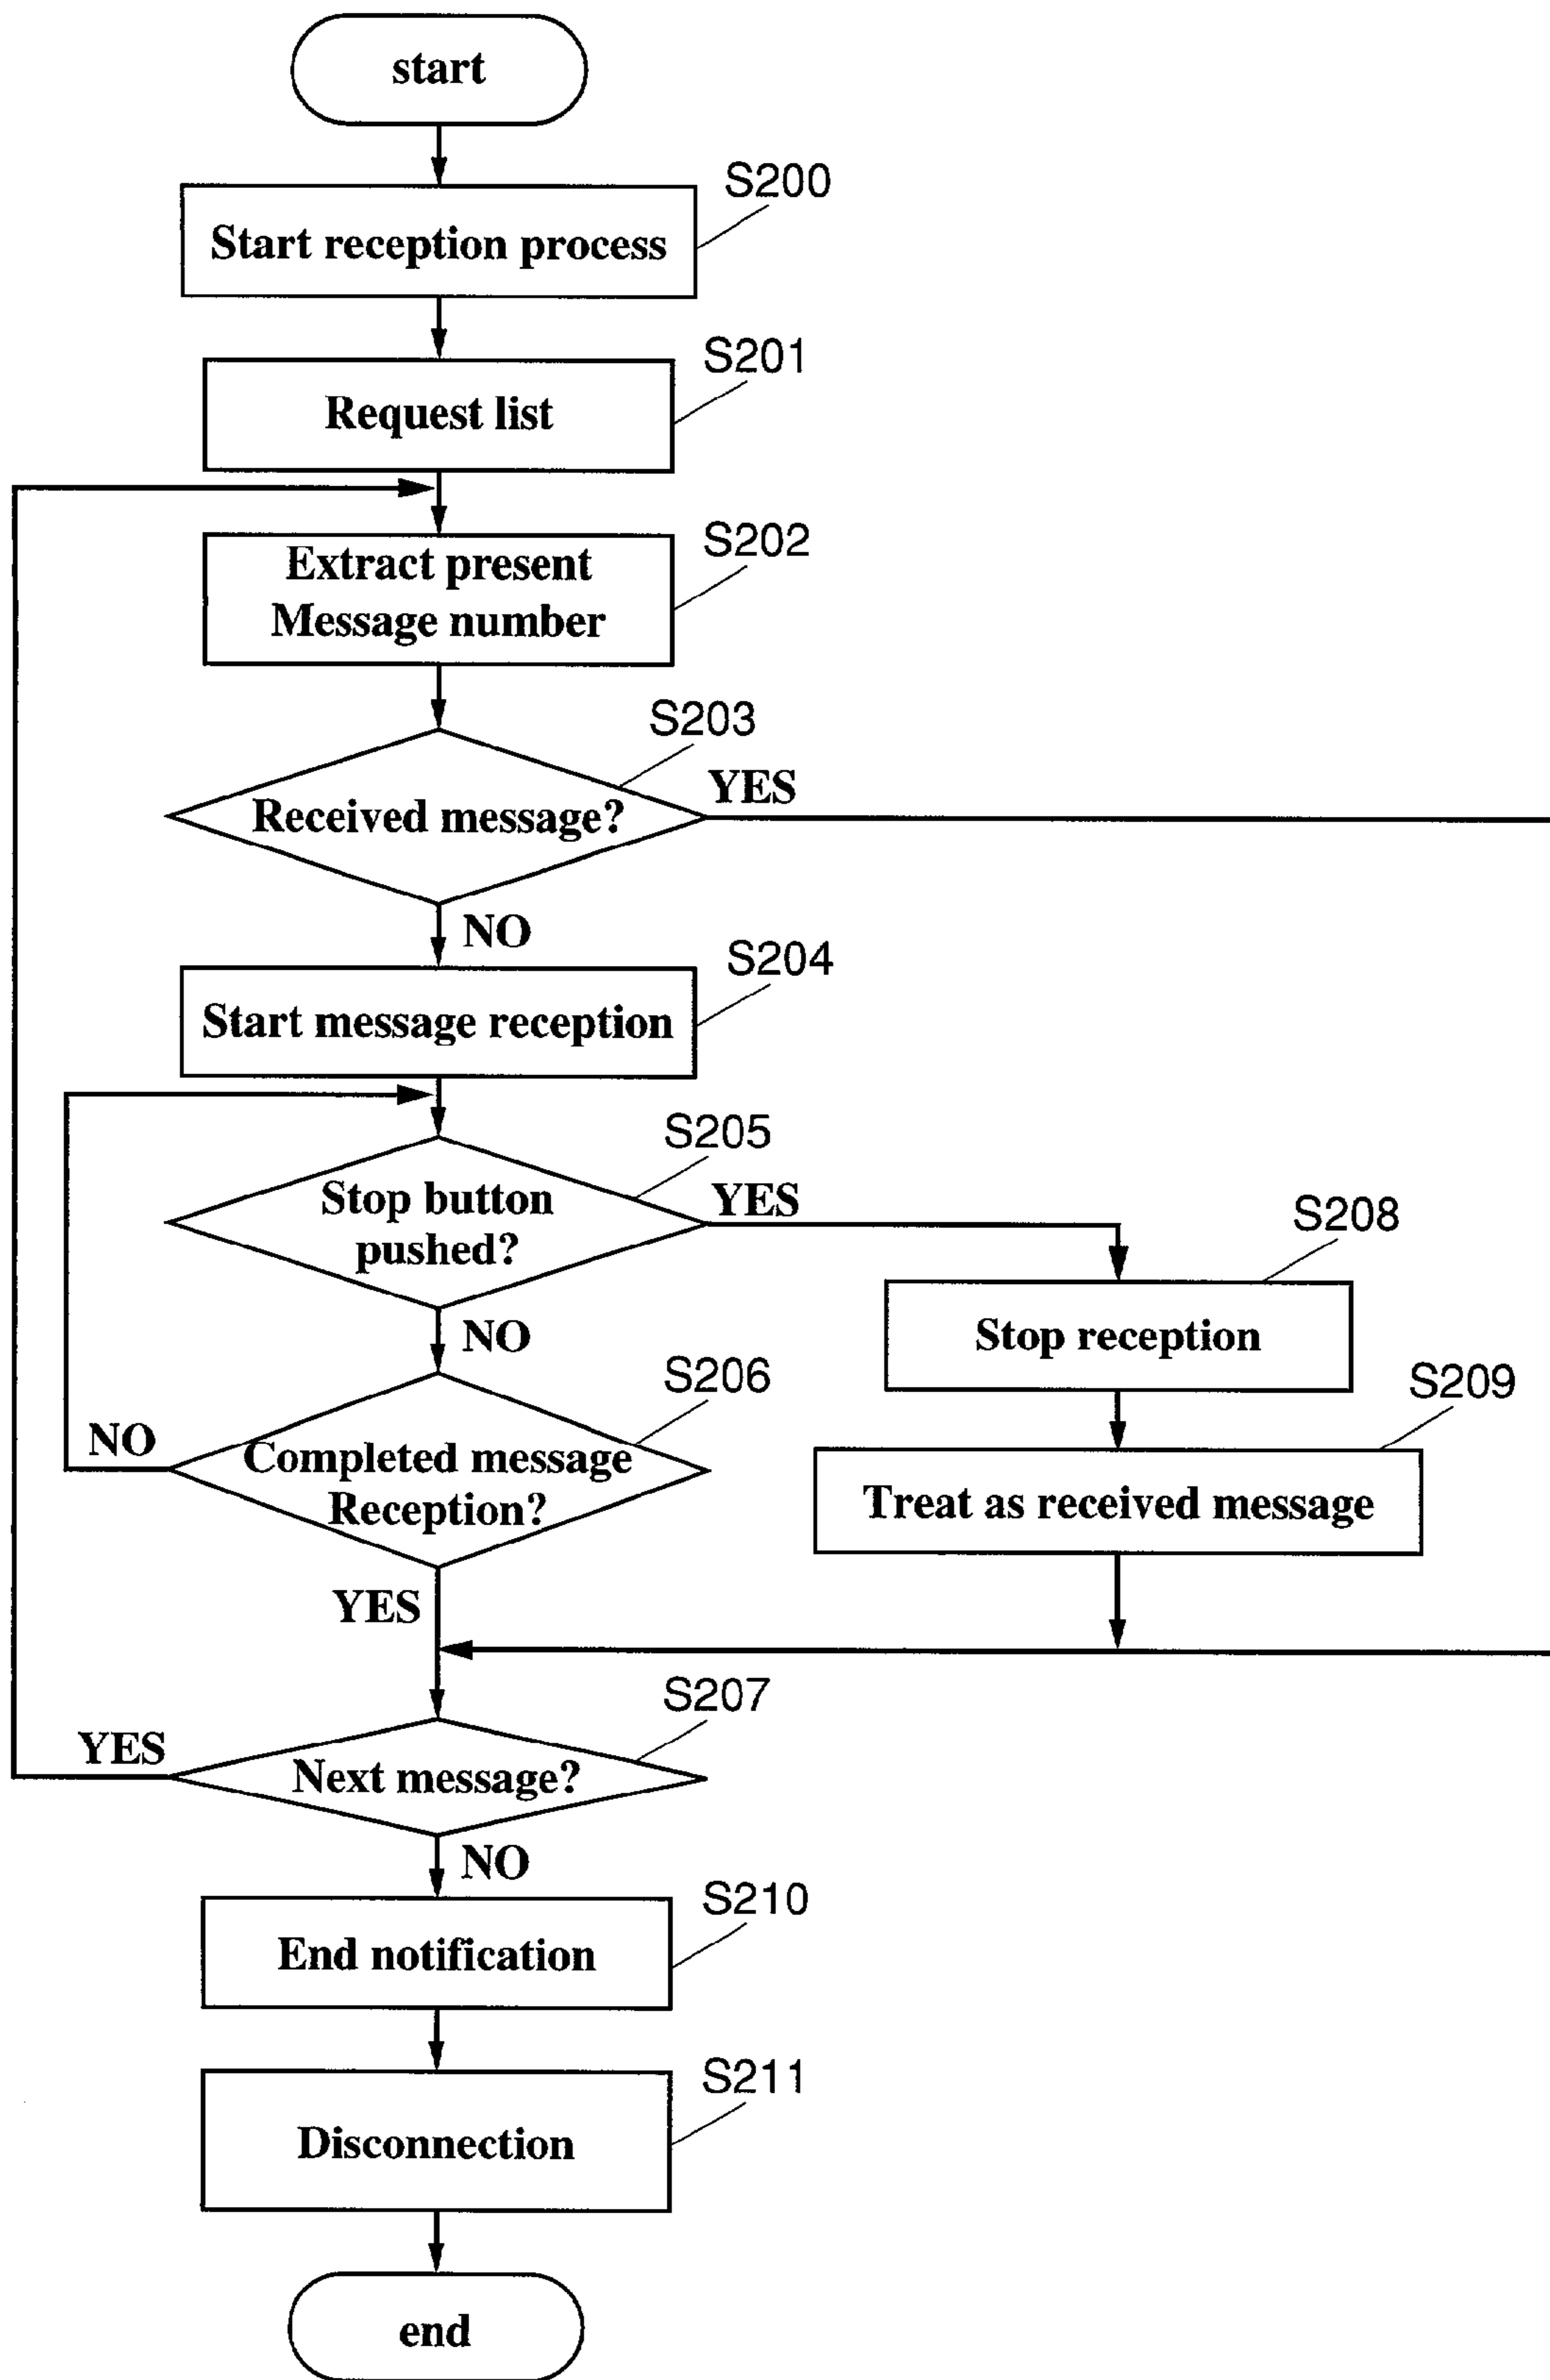 start
S200
Start reception process
S201
Request list
S202
Extract present
Message number
S203
Received message?
YES
NO
S204
Start message reception
S205
Stop button
pushed?
YES
NO
S208
Stop reception
S206
Completed message
Reception?
NO
YES
S209
Treat as received message
S207
Next message?
YES
NO
S210
End notification
S211
Disconnection
end